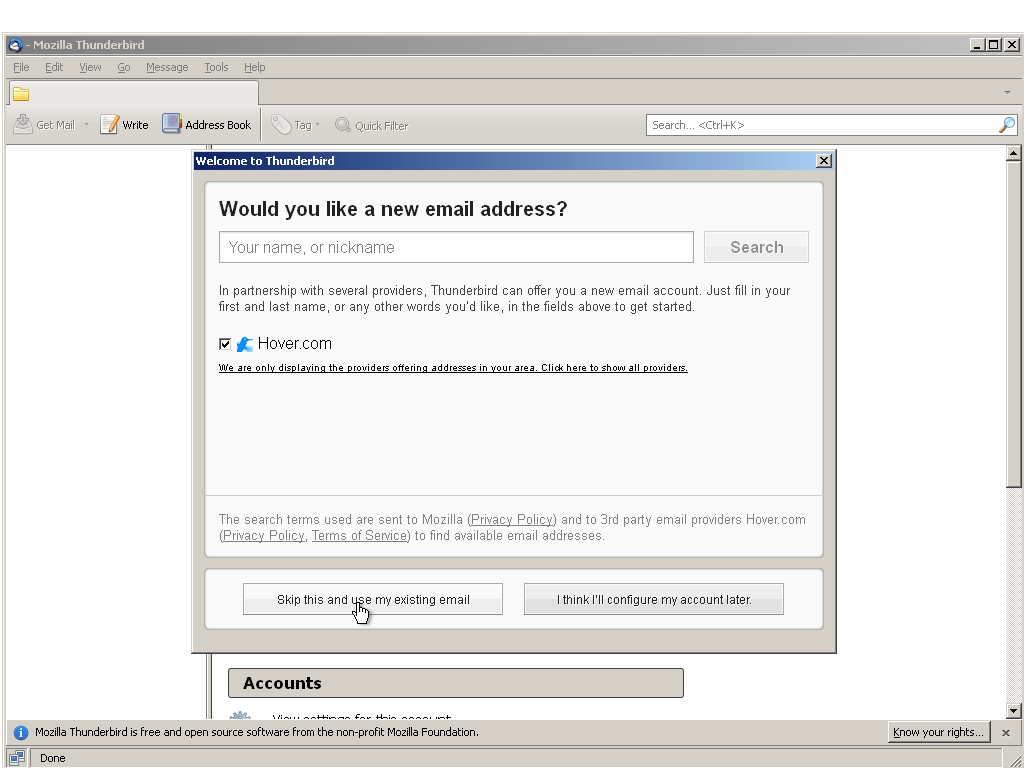 - Mozilla Thunderbird
File Edit View Go Message Tools Help
Get Mail Write Address Book Tag Quick Filter Search... <Ctrl+K>
Welcome to Thunderbird
Would you like a new email address?
Your name, or nickname Search
In partnership with several providers, Thunderbird can offer you a new email account. Just fill in your
first and last name, or any other words you'd like, in the fields above to get started.
Hover.com
We are only displaying the providers offering addresses in your area. Click here to show all providers.
The search terms used are sent to Mozilla (Privacy Policy) and to 3rd party email providers Hover.com
(Privacy Policy, Terms of Service) to find available email addresses.
Skip this and use my existing email I think I'll configure my account later.
Accounts
View settings for this account
Mozilla Thunderbird is free and open source software from the non-profit Mozilla Foundation. Know your rights...
Done